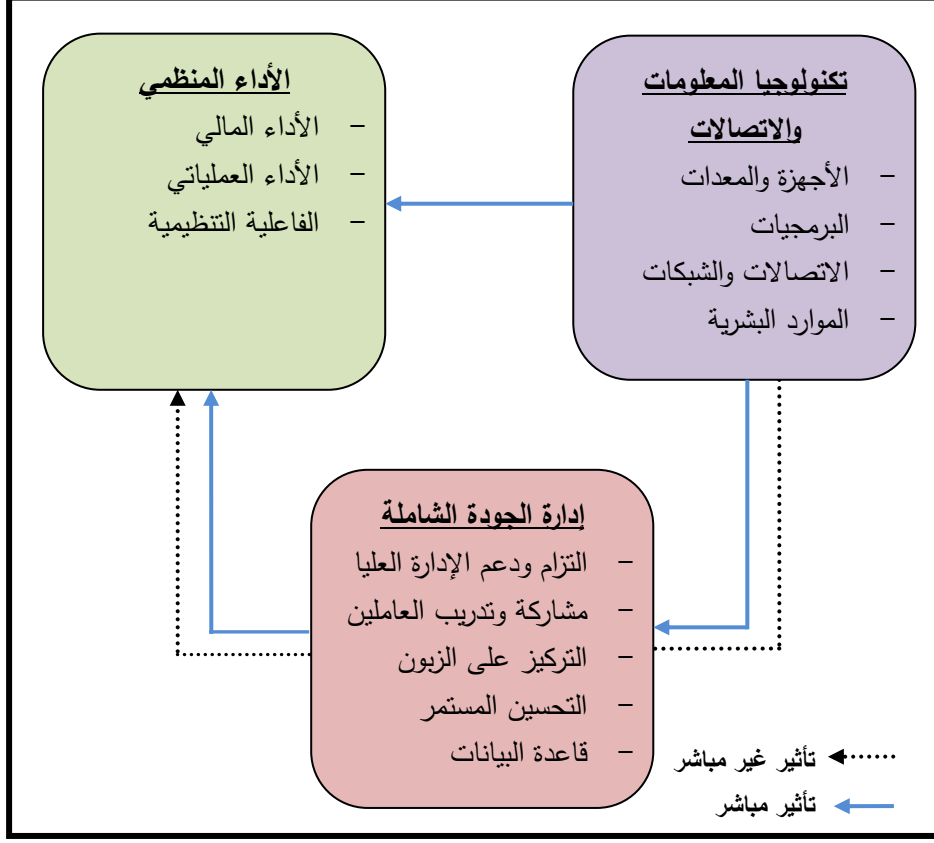 تكنولوجيا المعلومات
والاتصالات
- الأجهزة والمعدات
- البرمجيات
- الاتصالات والشبكات
- الموارد البشرية
الأداء المنظمي
- الأداء المالي
- الأداء العملياتي
- الفاعلية التنظيمية
إدارة الجودة الشاملة
- التزام ودعم الإدارة العليا
- مشاركة وتدريب العاملين
- التركيز على الزبون
- التحسين المستمر
- قاعدة البيانات
تأثير غير مباشر
تأثير مباشر